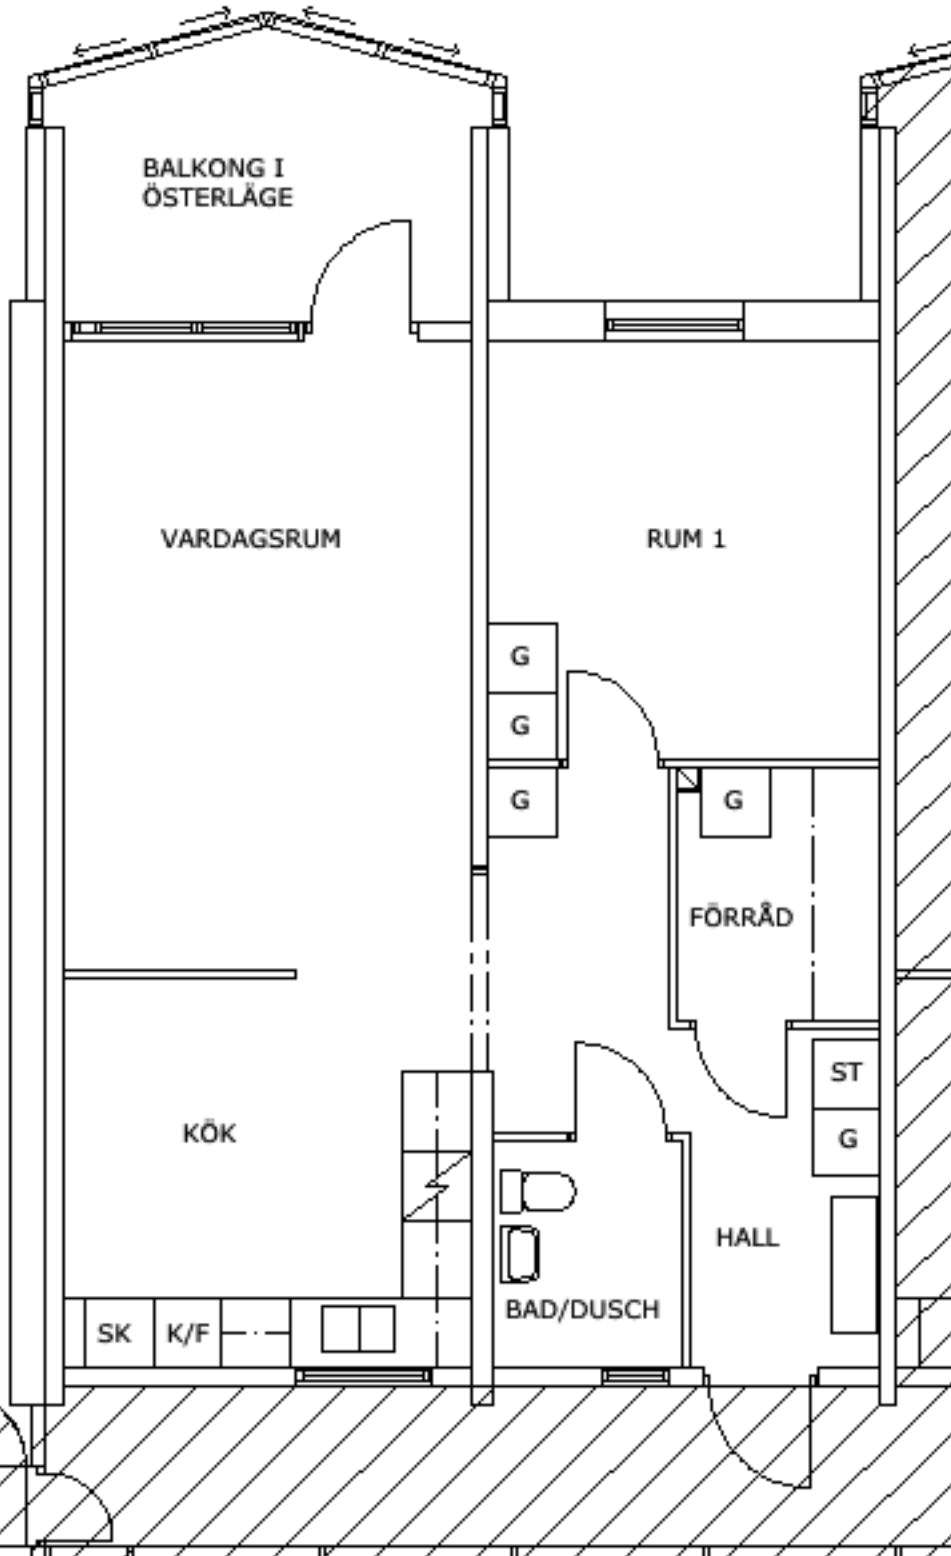 BALKONG I
ÖSTERLÄGE
VARDAGSRUM
RUM 1
G
G
G
G
FÖRRÅD
ST
KÖK
G
HALL
BAD/DUSCH
SK
K/F